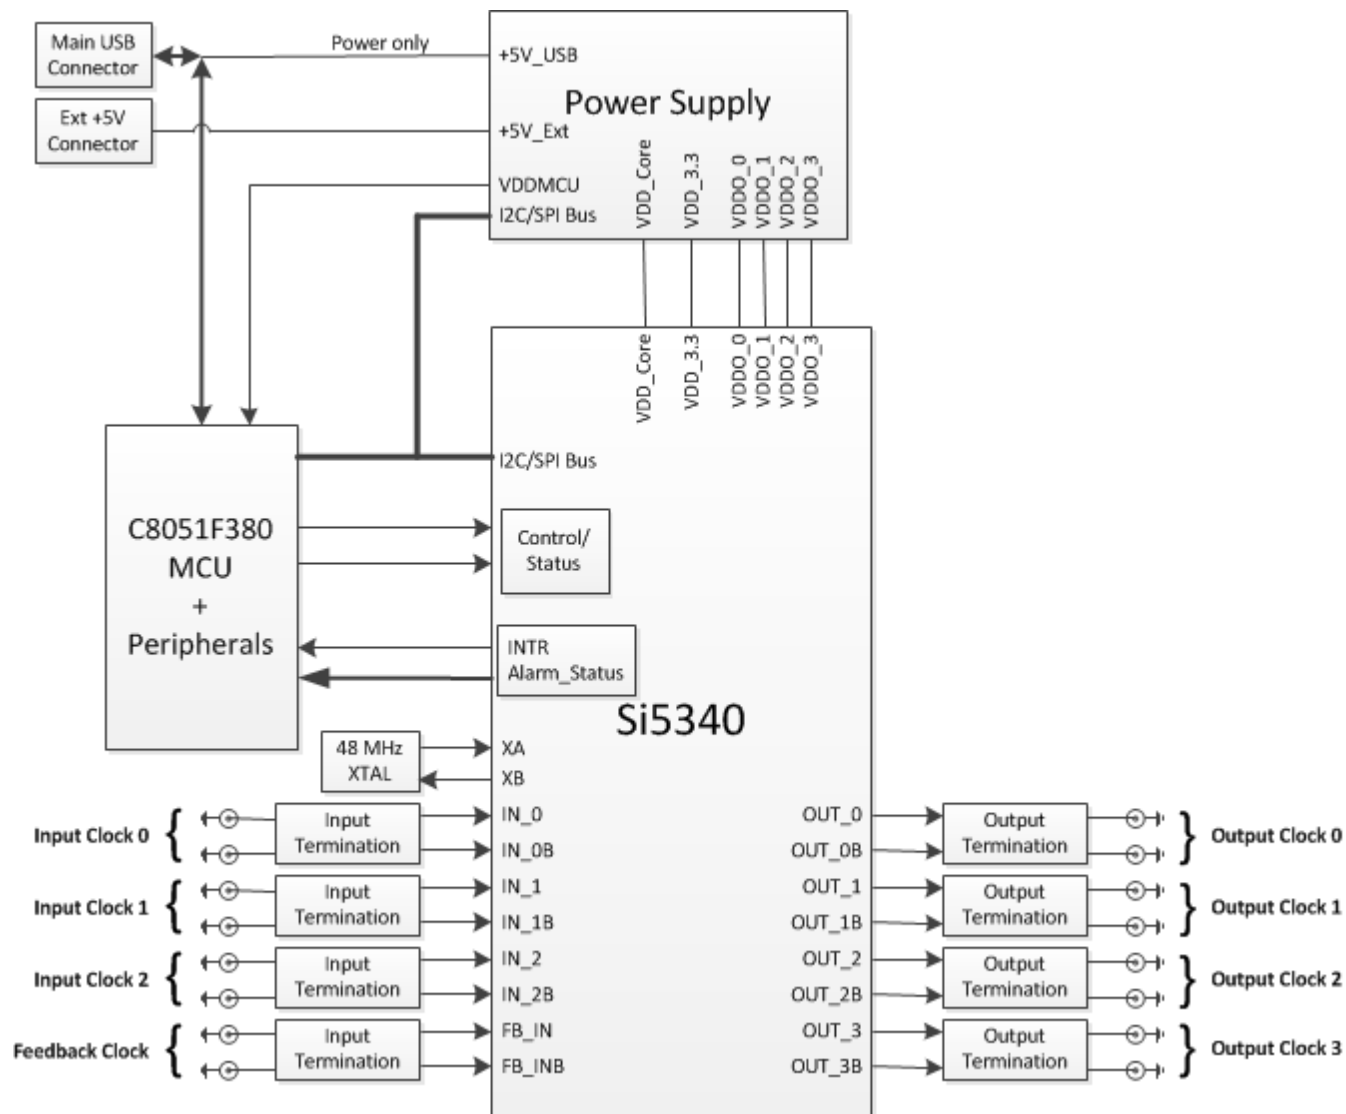 Main USB
Connector
Power only
+5V_USB
Power Supply
Ext +5V
Connector
+5V_Ext
VDDMCU
I2C/SPI Bus
VDD_Core
VDD_3.3
VDDO_0
VDDO_1
VDDO_2
VDDO_3
VDD_Core
VDD_3.3
VDDO_0
VDDO_1
VDDO_2
VDDO_3
I2C/SPI Bus
C8051F380
MCU
+
Peripherals
Control/
Status
INTR
Alarm_Status
Si5340
48 MHz
XTAL
XA
XB
Input Clock 0
Input
Termination
IN_0
IN_0B
OUT_0
OUT_0B
Output
Termination
Output Clock 0
Input Clock 1
Input
Termination
IN_1
IN_1B
OUT_1
OUT_1B
Output
Termination
Output Clock 1
Input Clock 2
Input
Termination
IN_2
IN_2B
OUT_2
OUT_2B
Output
Termination
Output Clock 2
Feedback Clock
Input
Termination
FB_IN
FB_INB
OUT_3
OUT_3B
Output
Termination
Output Clock 3